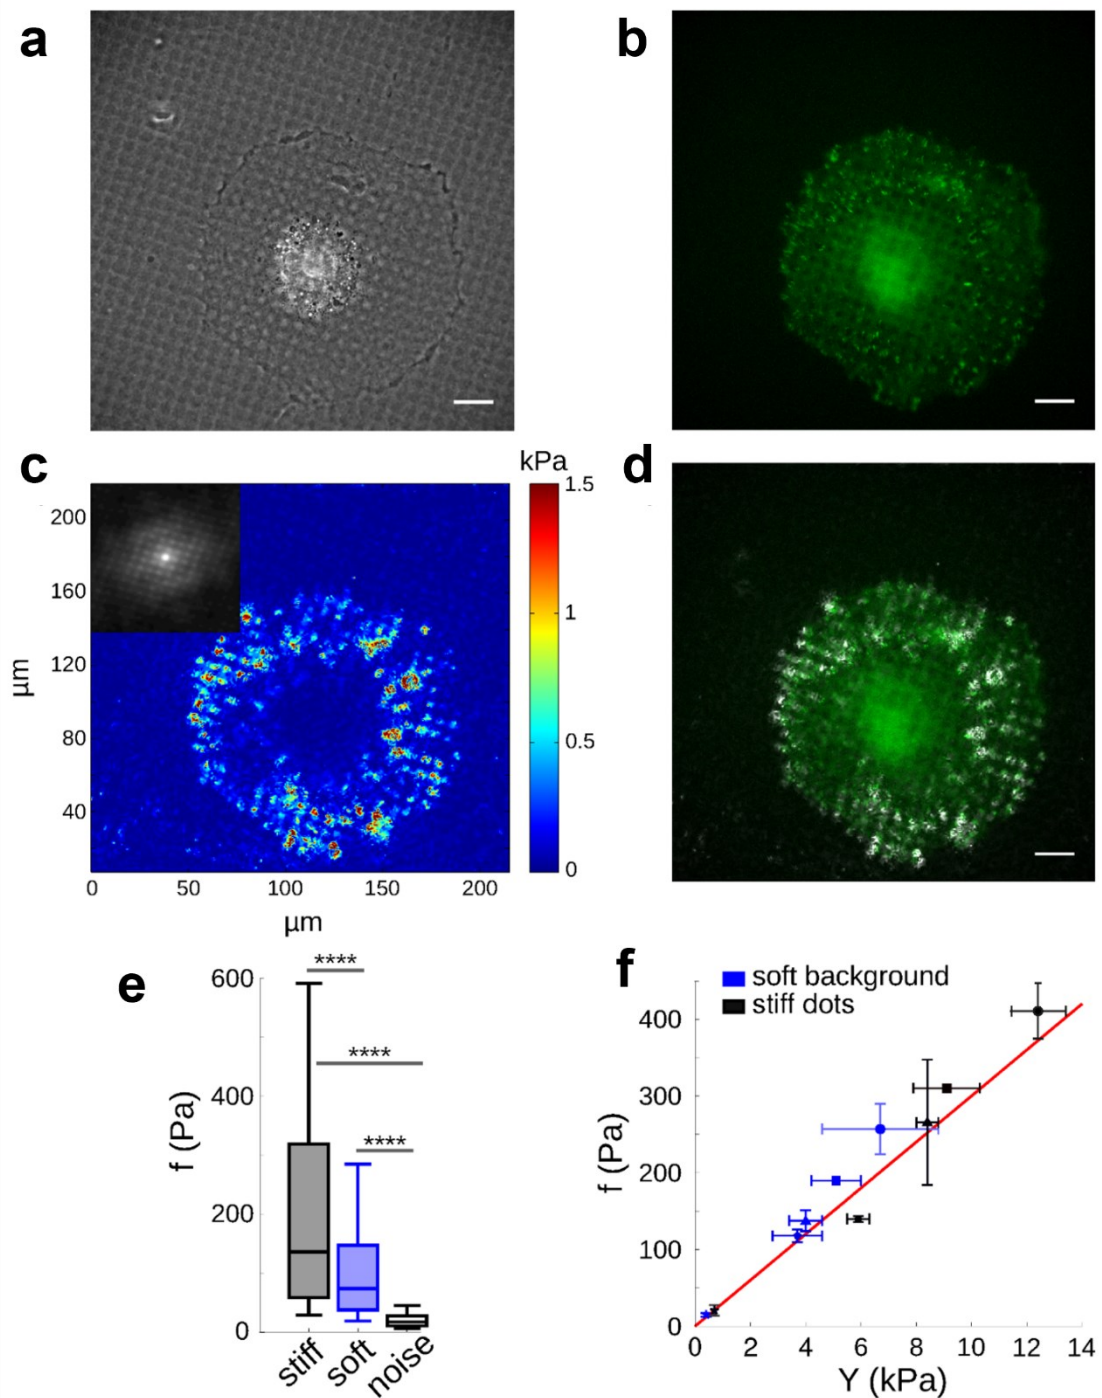 a
b
c
kPa
1.5
1
0.5
0
200
160
120
80
40
µm
0
50
100
150
200
µm
d
e
600
400
200
0
f (Pa)
****
****
****
stiff
soft
noise
f
soft background
stiff dots
400
300
200
100
0
f (Pa)
0 2 4 6 8 10 12 14
Y (kPa)